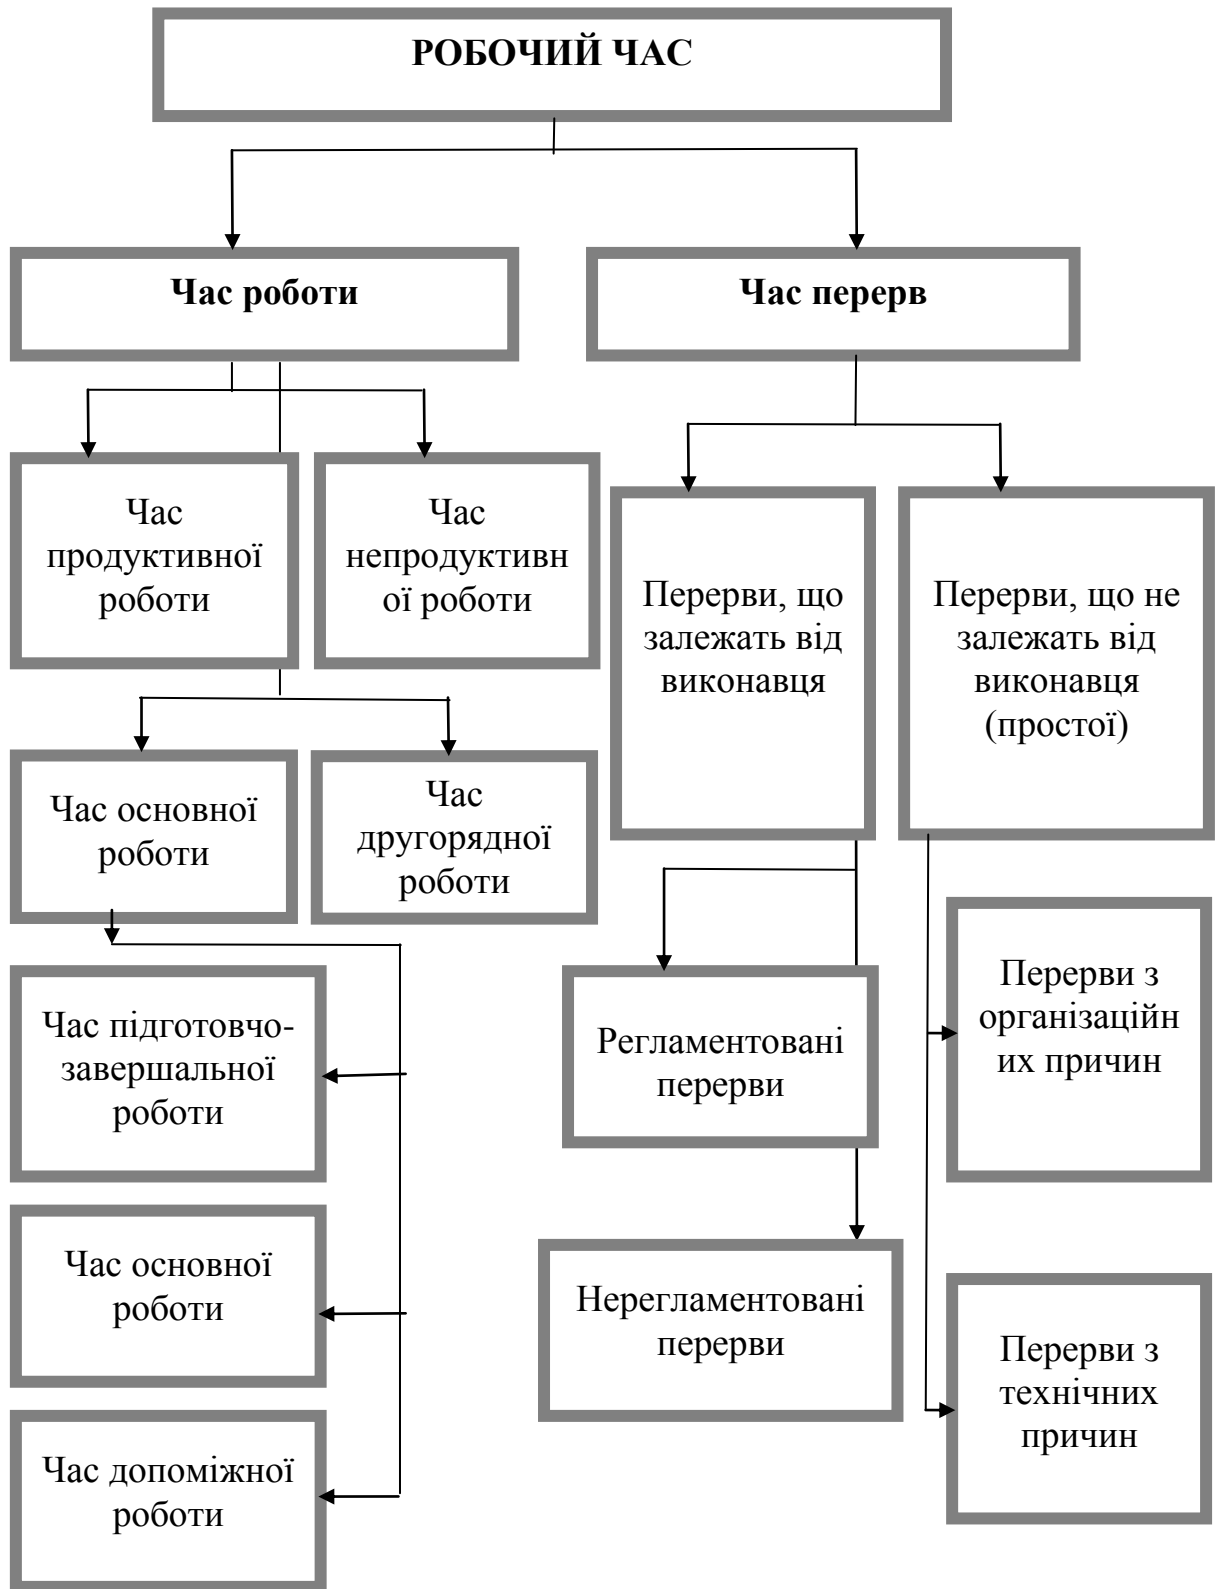 РОБОЧИЙ ЧАС
Час роботи
Час перерв
Час
продуктивної
роботи
Час
непродуктивн
ої роботи
Перерви, що
залежать від
виконавця
Перерви, що не
залежать від
виконавця
(простої)
Час основної
роботи
Час
другорядної
роботи
Час підготовчо-
завершальної
роботи
Регламентовані
перерви
Перерви з
організаційн
их причин
Час основної
роботи
Нерегламентовані
перерви
Перерви з
технічних
причин
Час допоміжної
роботи